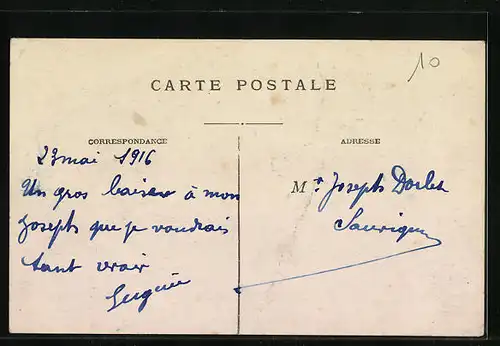 10
CARTE POSTALE
CORRESPONDANCE
ADRESSE
23 mai 1916
Un gros baiser à mon
Joseph que je voudrais
tant voir
Mr Joseph